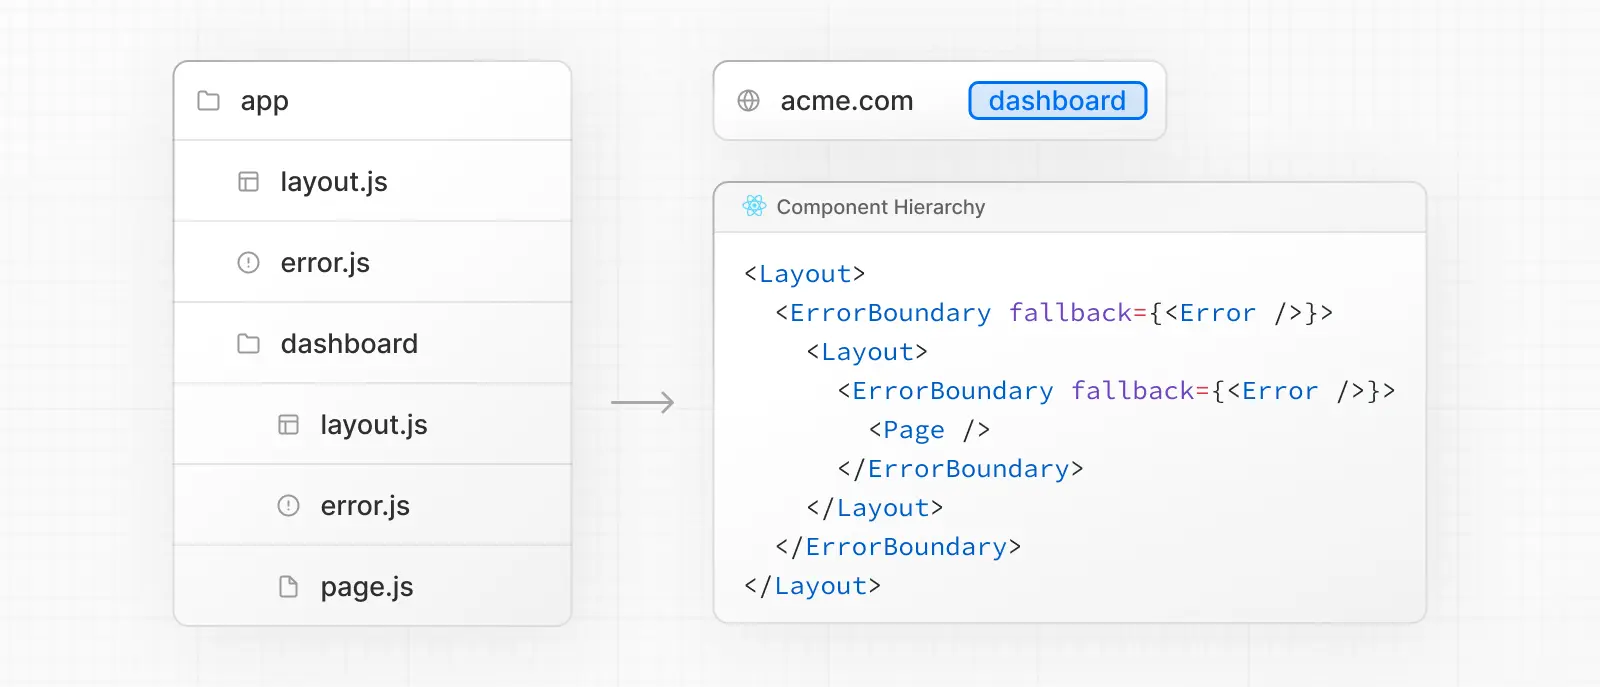 app
layout.js
error.js
dashboard
layout.js
error.js
page.js
acme.com dashboard
Component Hierarchy
<Layout>
<ErrorBoundary fallback={<Error />}>
<Layout>
<ErrorBoundary fallback={<Error />}>
<Page />
</ErrorBoundary>
</Layout>
</ErrorBoundary>
</Layout>